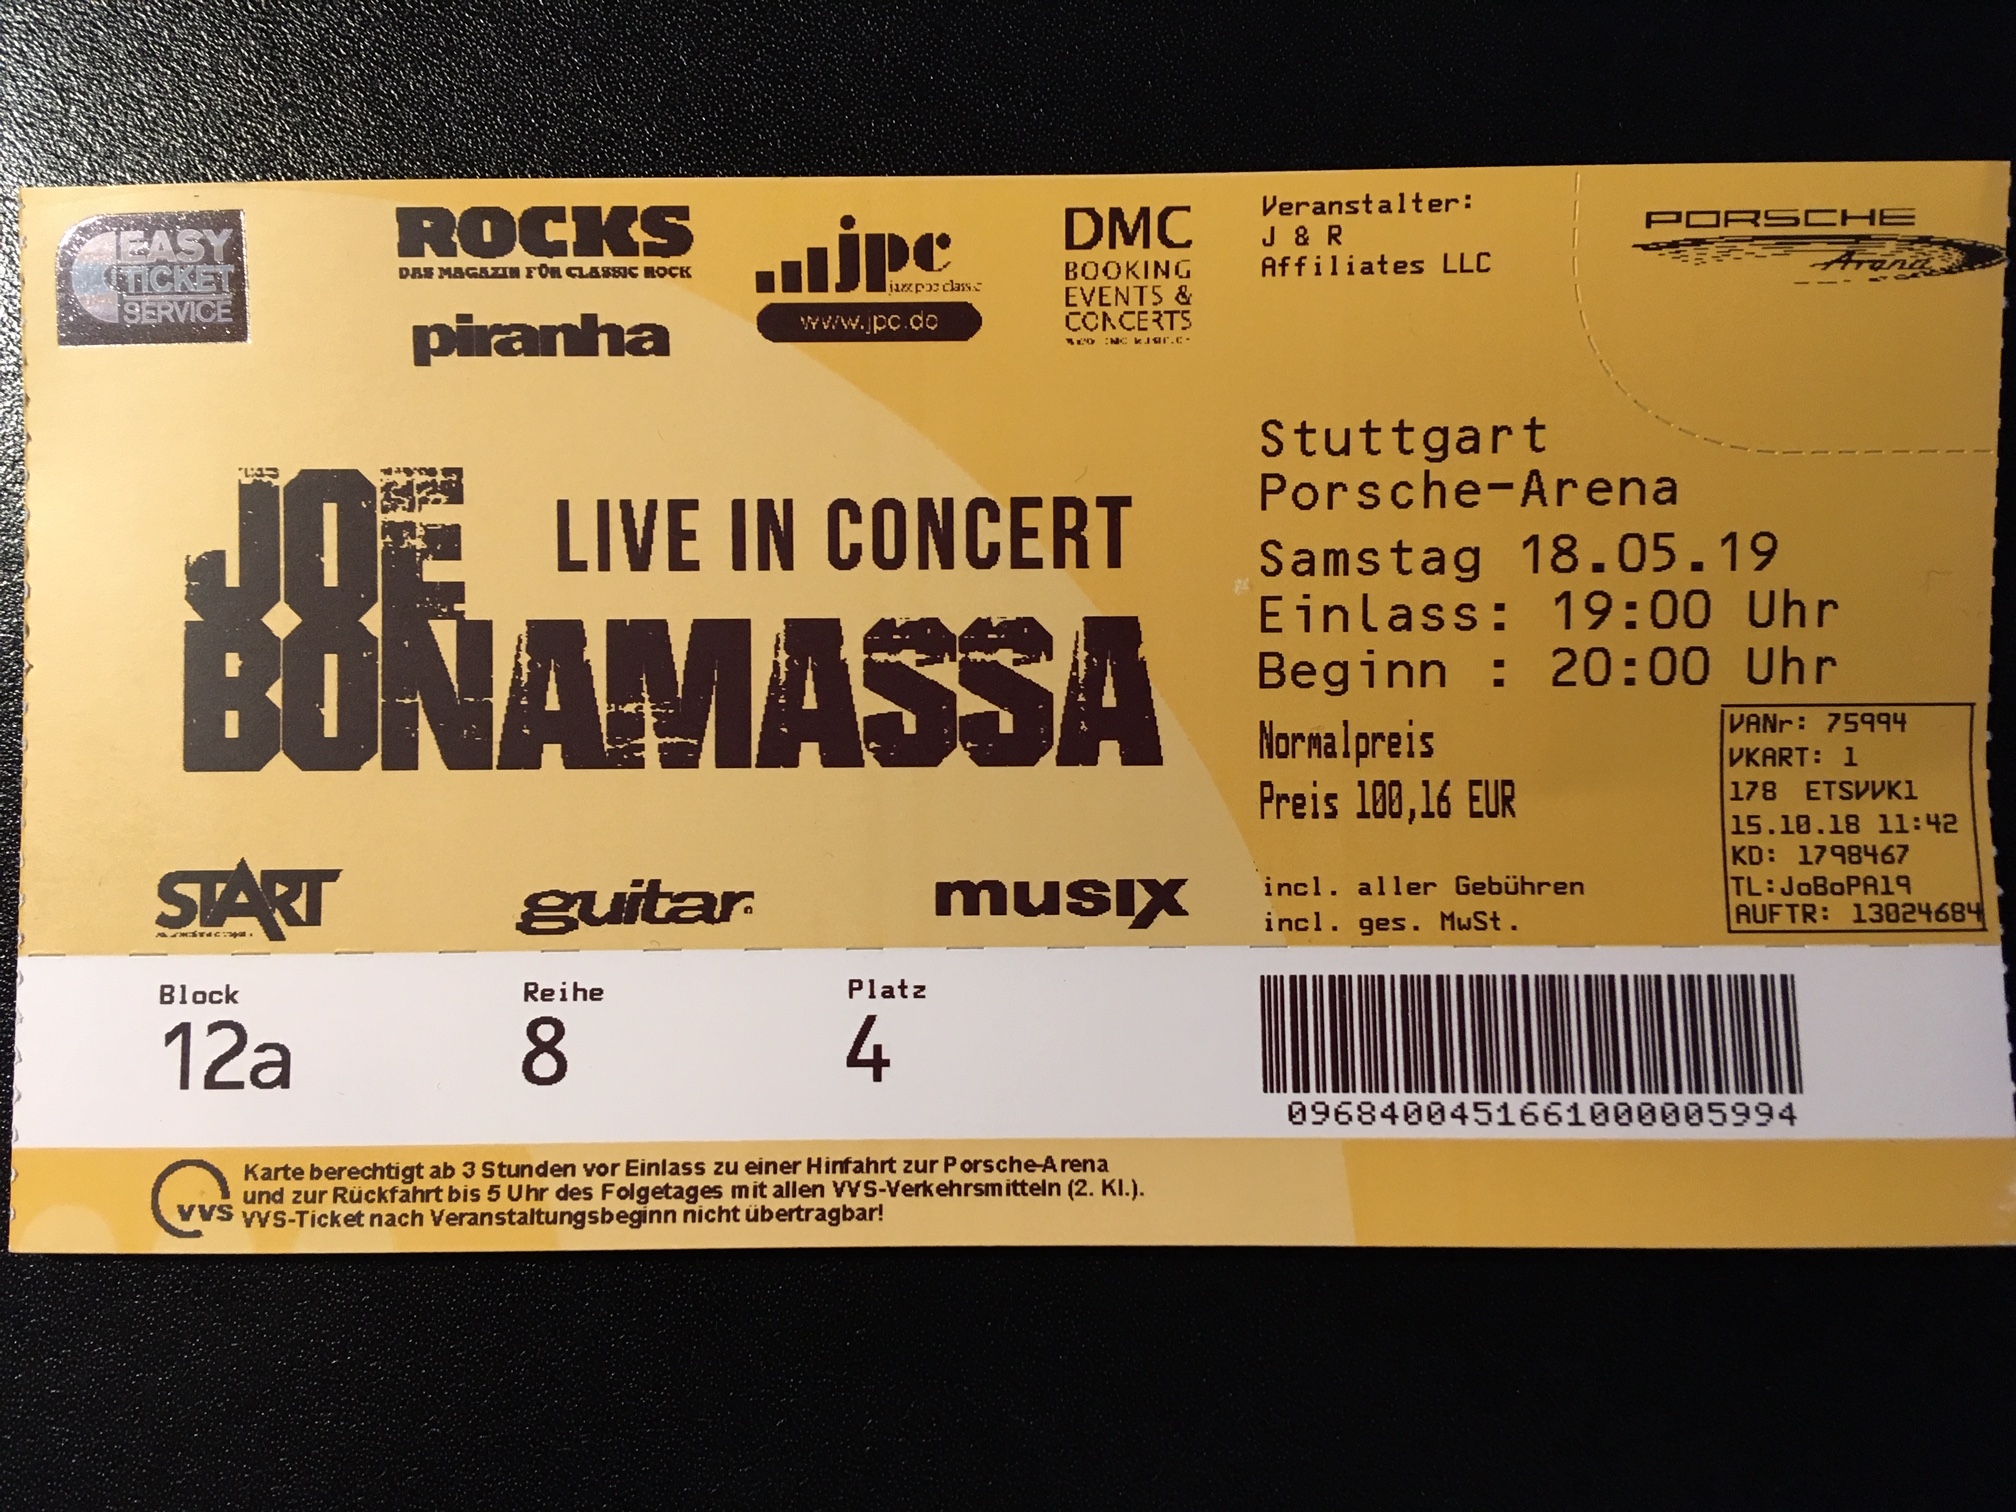 EASY
TICKET
SERVICE
ROCKS
DAS MAGAZIN FÜR CLASSIC ROCK
piranha
jpc
jazz pop classic
www.jpc.de
DMC
BOOKING
EVENTS &
CONCERTS
Veranstalter:
J & R
Affiliates LLC
PORSCHE
Arena
JOE
LIVE IN CONCERT
BONAMASSA
Stuttgart
Porsche-Arena
Samstag 18.05.19
Einlass: 19:00 Uhr
Beginn : 20:00 Uhr
Normalpreis
Preis 100,16 EUR
incl. aller Gebühren
incl. ges. MwSt.
VANr: 75994
VKART: 1
178 ETSVVK1
15.10.18 11:42
KD: 1798467
TL:JoBoPA19
AUFTR: 13024684
START
guitar
musix
Block
12a
Reihe
8
Platz
4
0968400451661000005994
VVS
Karte berechtigt ab 3 Stunden vor Einlass zu einer Hinfahrt zur Porsche-Arena
und zur Rückfahrt bis 5 Uhr des Folgetages mit allen VVS-Verkehrsmitteln (2. Kl.).
VVS-Ticket nach Veranstaltungsbeginn nicht übertragbar!